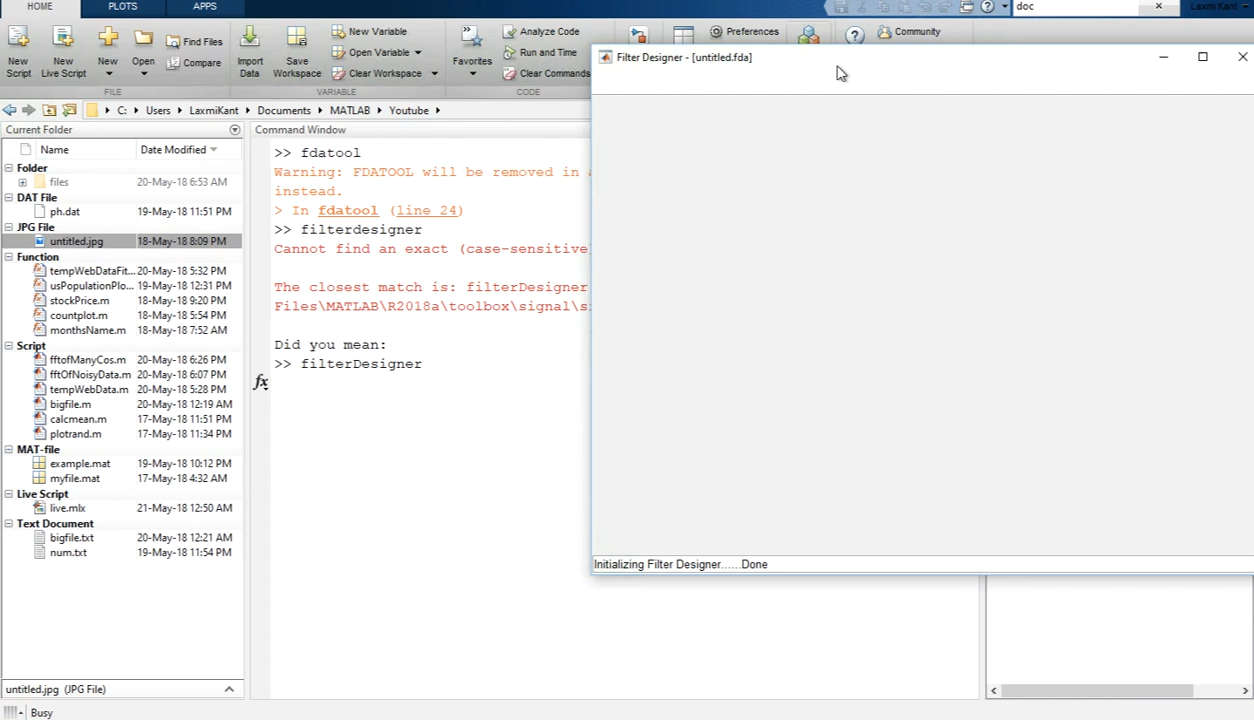 HOME PLOTS APPS
doc
Laxmi Kant
New Script
New Live Script
New
Open
Find Files
Compare
Import Data
Save Workspace
New Variable
Open Variable
Clear Workspace
Favorites
Analyze Code
Run and Time
Clear Commands
Preferences
Community
FILE VARIABLE CODE
C: Users LaxmiKant Documents MATLAB Youtube
Current Folder
Name Date Modified
Folder
files 20-May-18 6:53 AM
DAT File
ph.dat 19-May-18 11:51 PM
JPG File
untitled.jpg 18-May-18 8:09 PM
Function
tempWebDataFit... 20-May-18 5:32 PM
usPopulationPlo... 19-May-18 12:31 PM
stockPrice.m 18-May-18 9:20 PM
countplot.m 18-May-18 5:54 PM
monthsName.m 18-May-18 7:52 AM
Script
fftofManyCos.m 20-May-18 6:26 PM
fftOfNoisyData.m 20-May-18 6:07 PM
tempWebData.m 20-May-18 5:28 PM
bigfile.m 20-May-18 12:19 AM
calcmean.m 17-May-18 11:51 PM
plotrand.m 17-May-18 11:34 PM
MAT-file
example.mat 19-May-18 10:12 PM
myfile.mat 17-May-18 4:32 AM
Live Script
live.mlx 21-May-18 12:50 AM
Text Document
bigfile.txt 20-May-18 12:21 AM
num.txt 19-May-18 11:54 PM
untitled.jpg (JPG File)
Busy
Command Window
>> fdatool
Warning: FDATOOL will be removed in
instead.
> In fdatool (line 24)
>> filterdesigner
Cannot find an exact (case-sensitive)
The closest match is: filterDesigner
Files\MATLAB\R2018a\toolbox\signal\s
Did you mean:
>> filterDesigner
fx
Filter Designer - [untitled.fda]
Initializing Filter Designer......Done